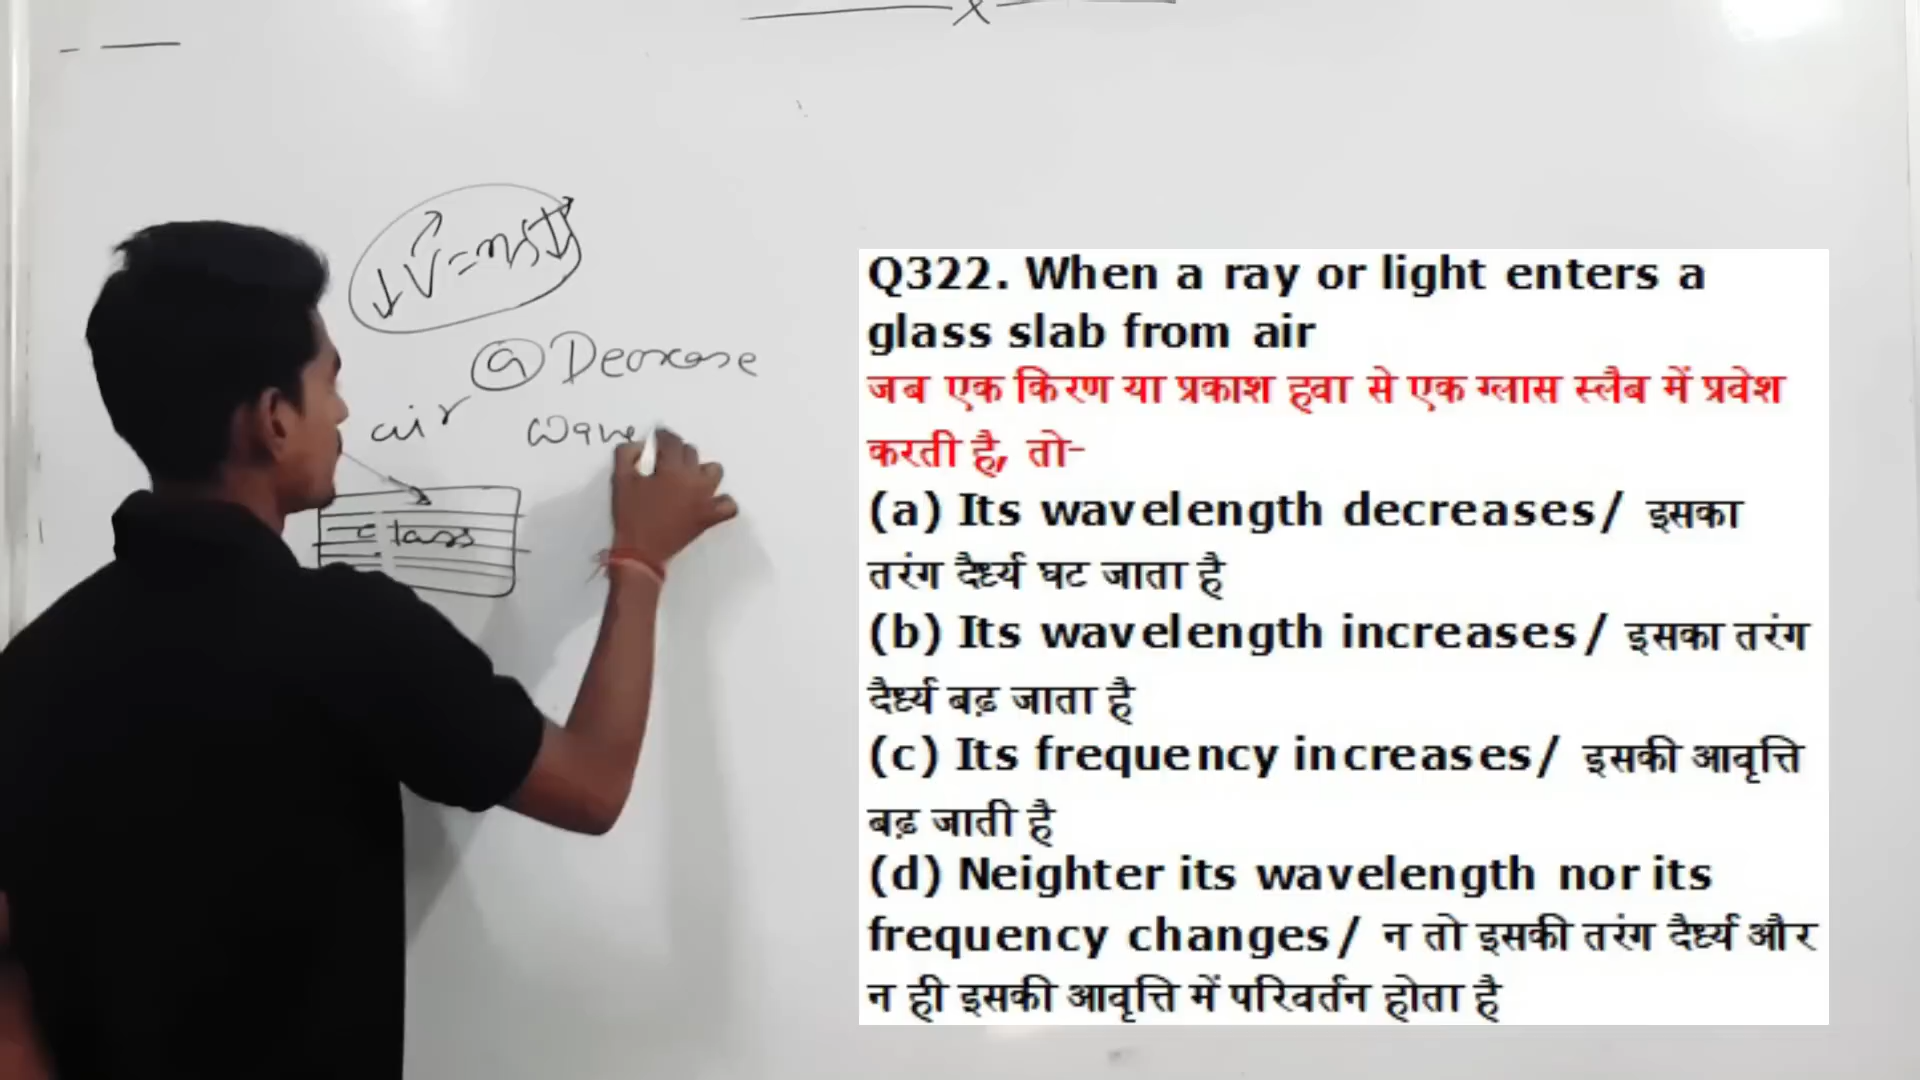 V =
air
(a) Decrease
wave
Glass
Q322. When a ray or light enters a
glass slab from air
जब एक किरण या प्रकाश हवा से एक ग्लास स्लैब में प्रवेश
करती है, तो-
(a) Its wavelength decreases/ इसका
तरंग दैर्ध्य घट जाता है
(b) Its wavelength increases/ इसका तरंग
दैर्ध्य बढ़ जाता है
(c) Its frequency increases/ इसकी आवृत्ति
बढ़ जाती है
(d) Neighter its wavelength nor its
frequency changes/ न तो इसकी तरंग दैर्ध्य और
न ही इसकी आवृत्ति में परिवर्तन होता है